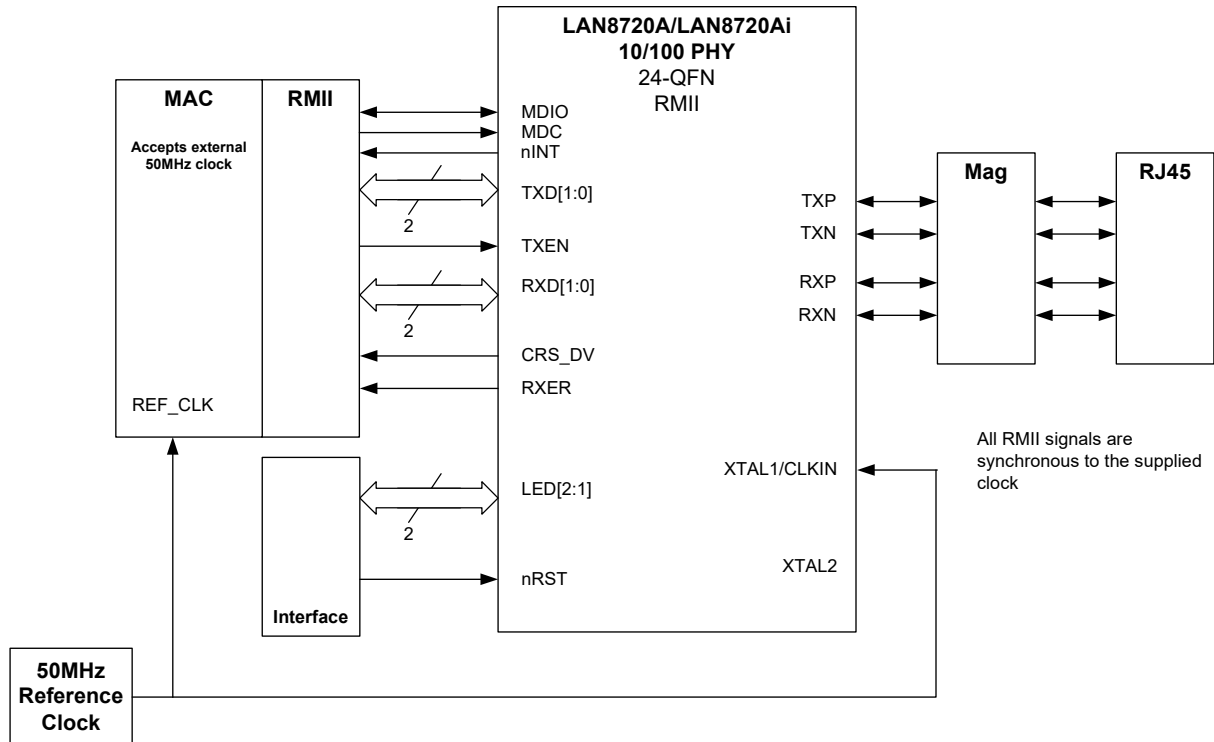 LAN8720A/LAN8720Ai
10/100 PHY
24-QFN
RMII
MAC
RMII
Accepts external
50MHz clock
REF_CLK
MDIO
MDC
nINT
TXD[1:0]
2
TXEN
RXD[1:0]
2
CRS_DV
RXER
LED[2:1]
2
nRST
Interface
TXP
TXN
RXP
RXN
XTAL1/CLKIN
XTAL2
Mag
RJ45
All RMII signals are
synchronous to the supplied
clock
50MHz
Reference
Clock